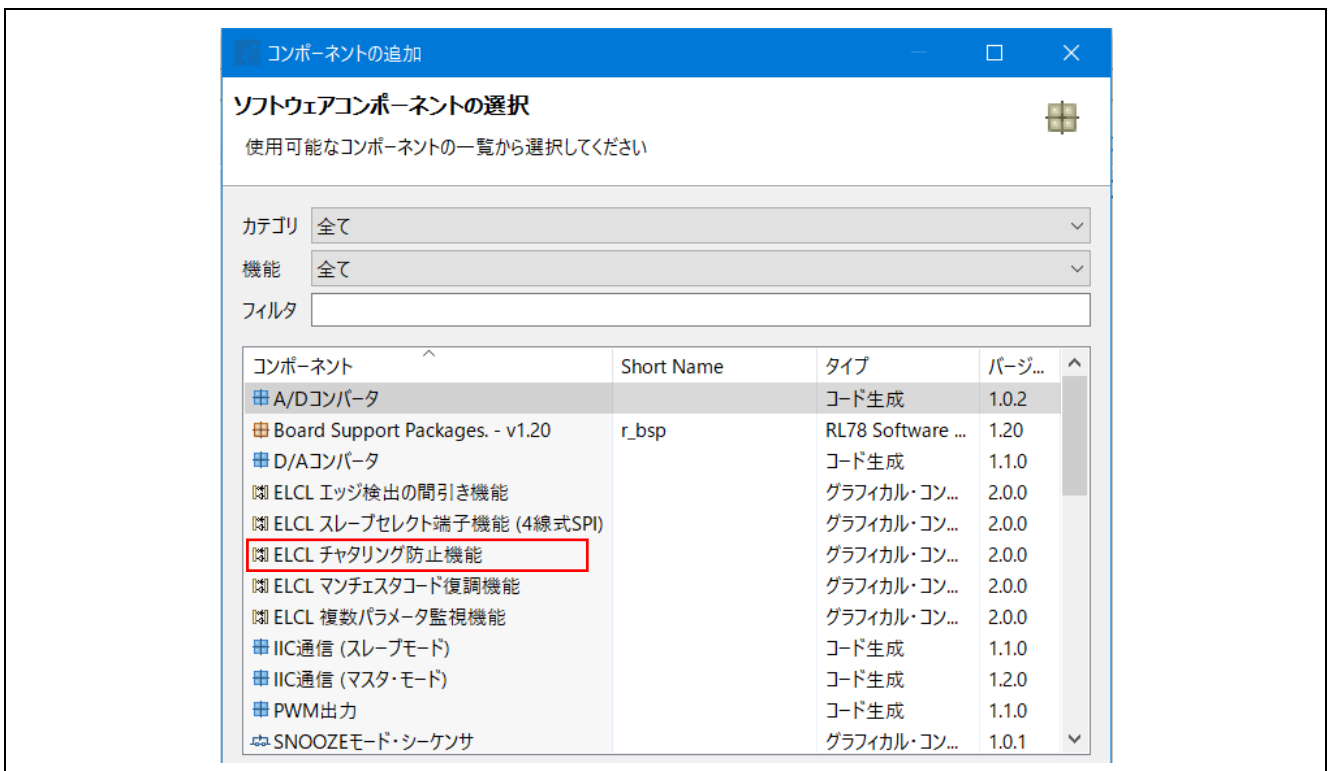 コンポーネントの追加
ソフトウェアコンポーネントの選択
使用可能なコンポーネントの一覧から選択してください
カテゴリ 全て
機能 全て
フィルタ
コンポーネント Short Name タイプ バージ...
A/Dコンバータ コード生成 1.0.2
Board Support Packages. - v1.20 r_bsp RL78 Software ... 1.20
D/Aコンバータ コード生成 1.1.0
ELCL エッジ検出の間引き機能 グラフィカル・コン... 2.0.0
ELCL スレーブセレクト端子機能 (4線式SPI) グラフィカル・コン... 2.0.0
ELCL チャタリング防止機能 グラフィカル・コン... 2.0.0
ELCL マンチェスタコード復調機能 グラフィカル・コン... 2.0.0
ELCL 複数パラメータ監視機能 グラフィカル・コン... 2.0.0
IIC通信 (スレーブモード) コード生成 1.1.0
IIC通信 (マスタ・モード) コード生成 1.2.0
PWM出力 コード生成 1.1.0
SNOOZEモード・シーケンサ グラフィカル・コン... 1.0.1